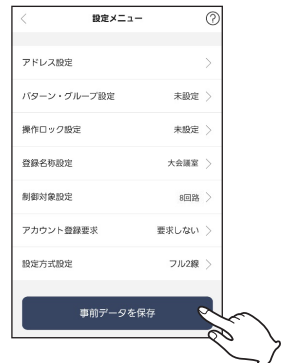 設定メニュー ?
アドレス設定
パターン・グループ設定 未設定
操作ロック設定 未設定
登録名称設定 大会議室
制御対象設定 8回路
アカウント登録要求 要求しない
設定方式設定 フル2線
事前データを保存